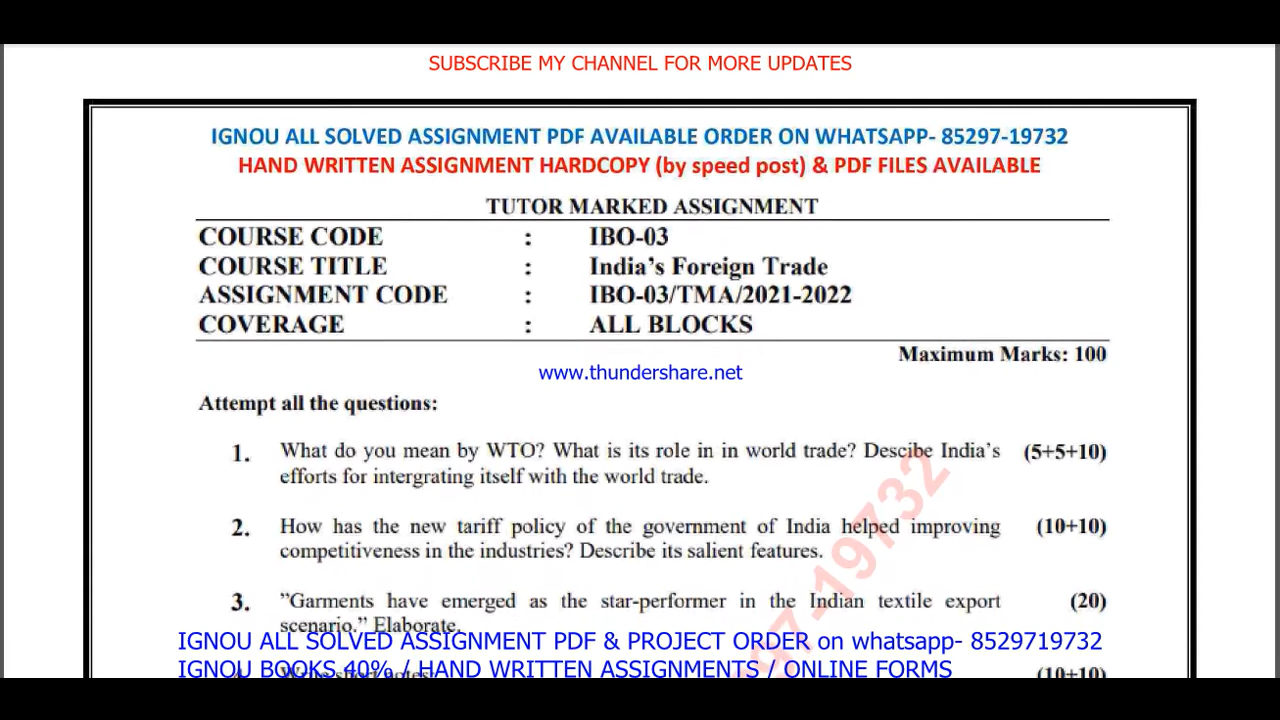 SUBSCRIBE MY CHANNEL FOR MORE UPDATES
IGNOU ALL SOLVED ASSIGNMENT PDF AVAILABLE ORDER ON WHATSAPP- 85297-19732
HAND WRITTEN ASSIGNMENT HARDCOPY (by speed post) & PDF FILES AVAILABLE
TUTOR MARKED ASSIGNMENT
COURSE CODE : IBO-03
COURSE TITLE : India's Foreign Trade
ASSIGNMENT CODE : IBO-03/TMA/2021-2022
COVERAGE : ALL BLOCKS
Maximum Marks: 100
www.thundershare.net
Attempt all the questions:
1. What do you mean by WTO? What is its role in in world trade? Descibe India's (5+5+10)
efforts for intergrating itself with the world trade.
2. How has the new tariff policy of the government of India helped improving (10+10)
competitiveness in the industries? Describe its salient features.
3. "Garments have emerged as the star-performer in the Indian textile export (20)
scenario." Elaborate.
97-19732
IGNOU ALL SOLVED ASSIGNMENT PDF & PROJECT ORDER on whatsapp- 8529719732
IGNOU BOOKS 40% / HAND WRITTEN ASSIGNMENTS / ONLINE FORMS
(10+10)